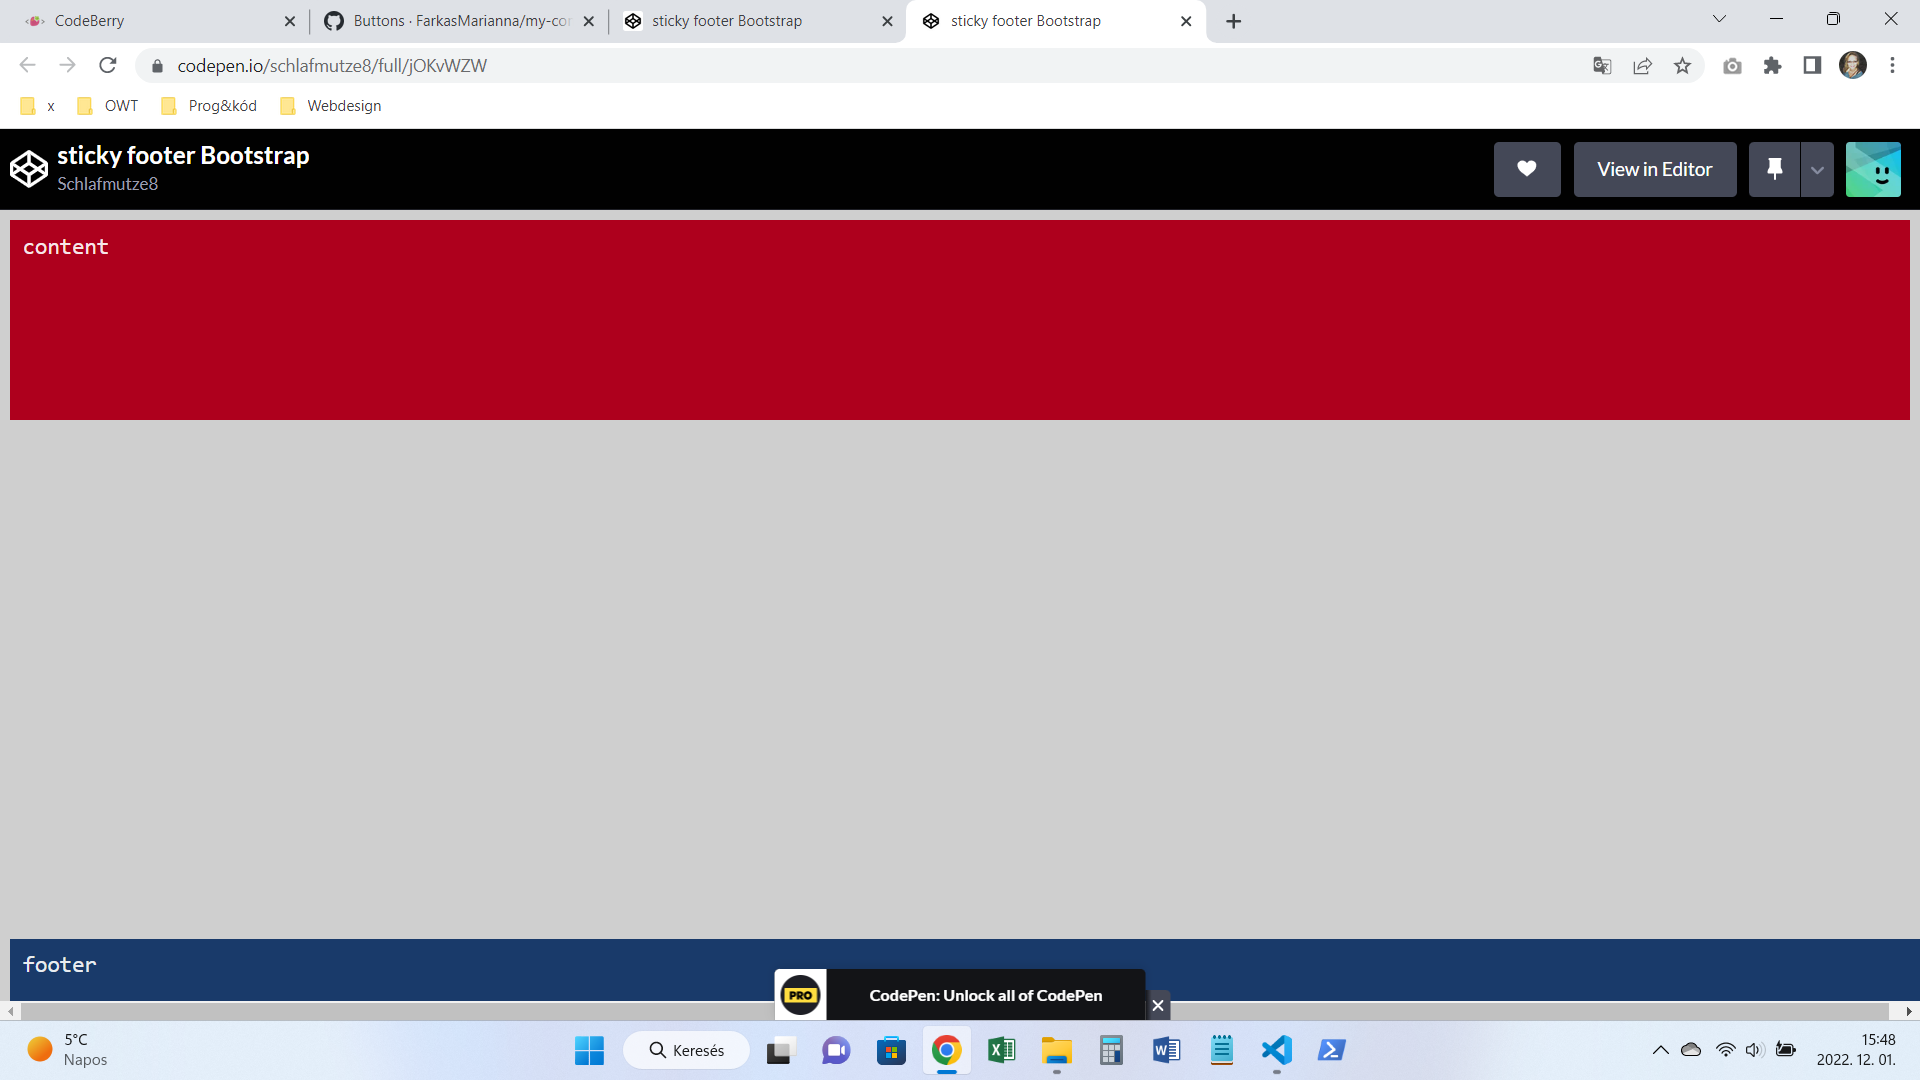 CodeBerry
Buttons · FarkasMarianna/my-co
sticky footer Bootstrap
sticky footer Bootstrap
codepen.io/schlafmutze8/full/jOKvWZW
x
OWT
Prog&kód
Webdesign
sticky footer Bootstrap
Schlafmutze8
View in Editor
content
footer
PRO
CodePen: Unlock all of CodePen
5°C
Napos
Keresés
15:48
2022. 12. 01.